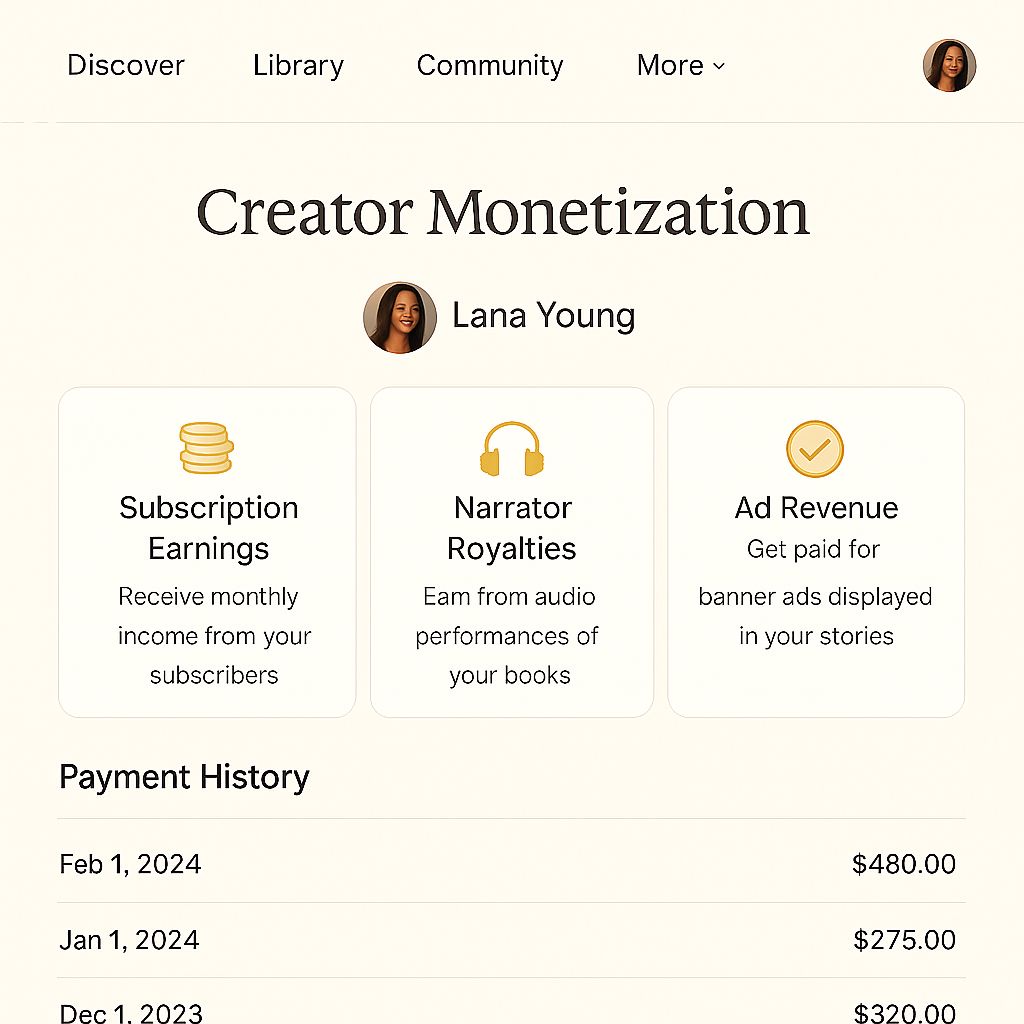 Discover Library Community More
Creator Monetization
Lana Young
Subscription
Earnings
Receive monthly
income from your
subscribers
Narrator
Royalties
Eam from audio
performances of
your books
Ad Revenue
Get paid for
banner ads displayed
in your stories
Payment History
Feb 1, 2024 $480.00
Jan 1, 2024 $275.00
Dec 1, 2023 $320.00